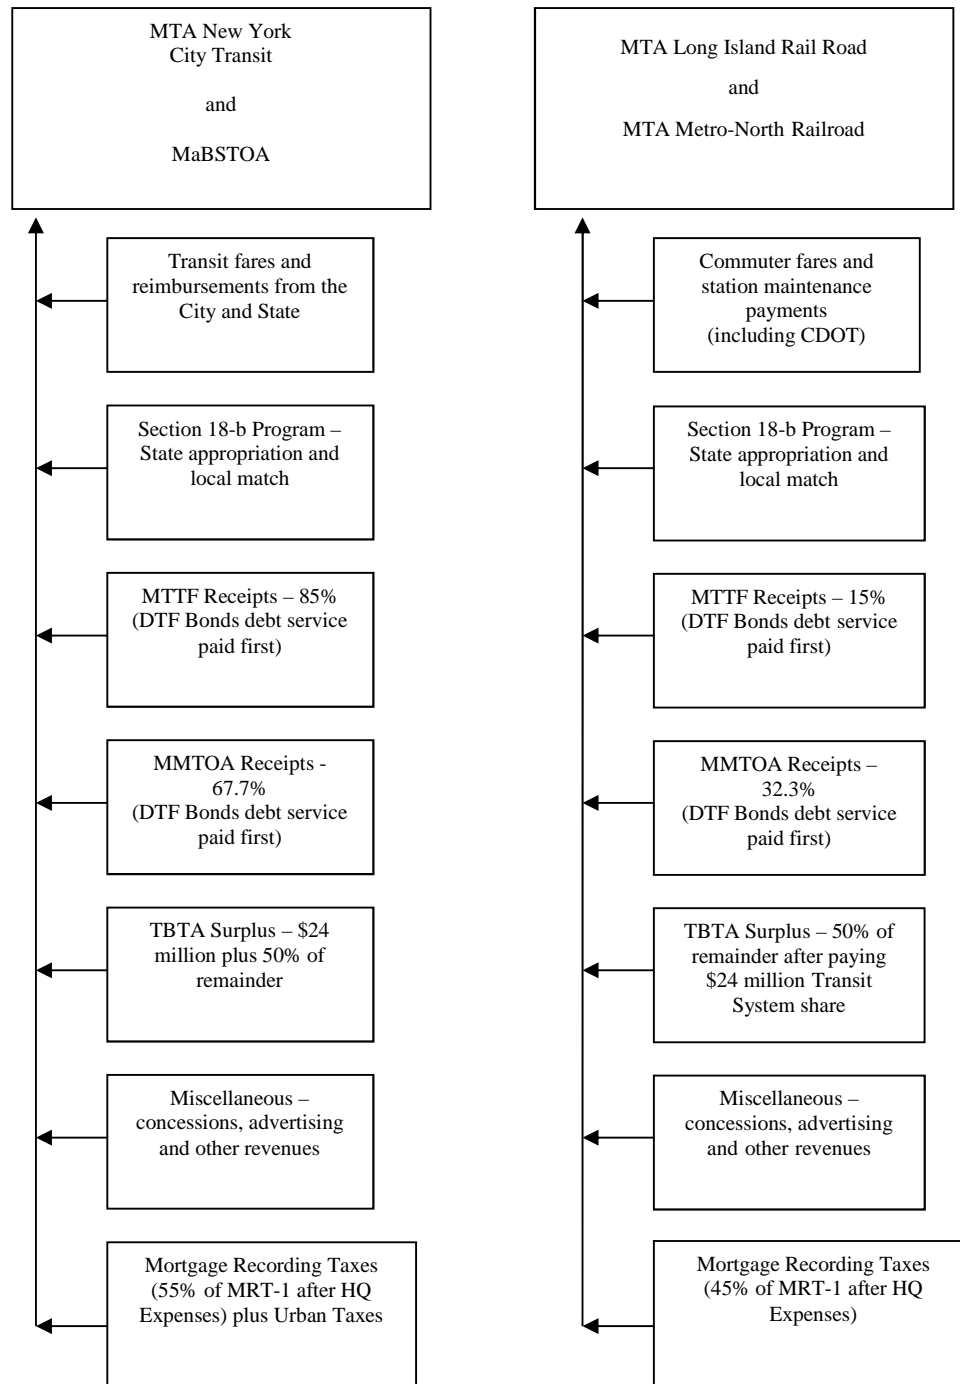 MTA New York
City Transit
and
MaBSTOA
Transit fares and
reimbursements from the
City and State
Section 18-b Program –
State appropriation and
local match
MTTF Receipts – 85%
(DTF Bonds debt service
paid first)
MMTOA Receipts -
67.7%
(DTF Bonds debt service
paid first)
TBTA Surplus – $24
million plus 50% of
remainder
Miscellaneous –
concessions, advertising
and other revenues
Mortgage Recording Taxes
(55% of MRT-1 after HQ
Expenses) plus Urban Taxes
MTA Long Island Rail Road
and
MTA Metro-North Railroad
Commuter fares and
station maintenance
payments
(including CDOT)
Section 18-b Program –
State appropriation and
local match
MTTF Receipts – 15%
(DTF Bonds debt service
paid first)
MMTOA Receipts –
32.3%
(DTF Bonds debt service
paid first)
TBTA Surplus – 50% of
remainder after paying
$24 million Transit
System share
Miscellaneous –
concessions, advertising
and other revenues
Mortgage Recording Taxes
(45% of MRT-1 after HQ
Expenses)